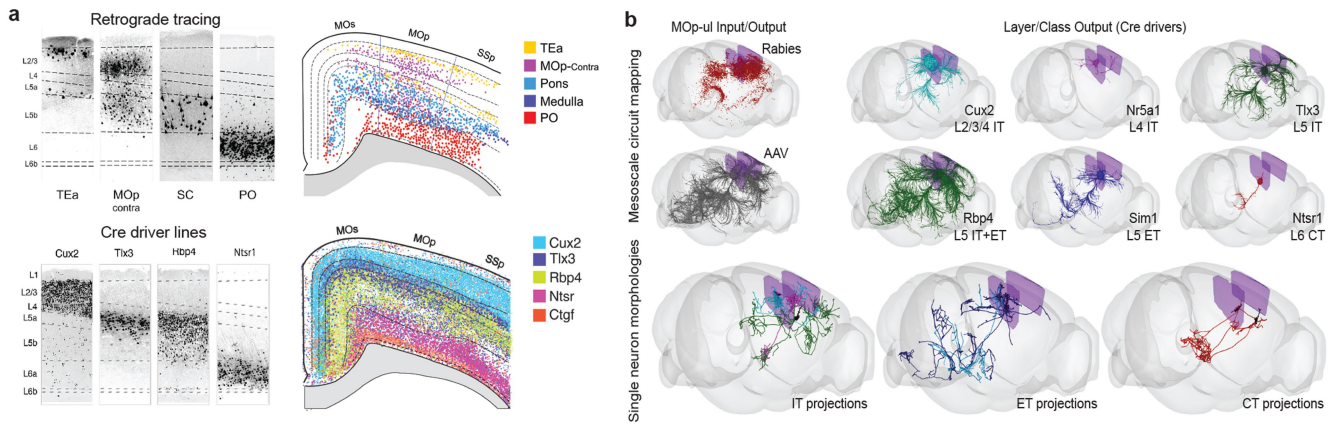 a
Retrograde tracing
L2/3
L4
L5a
L5b
L6
L6b
TEa
MOp
contra
SC
PO
MOs
MOp
SSp
TEa
MOp-Contra
Pons
Medulla
PO
Cre driver lines
Cux2
Tlx3
Rbp4
Ntsr1
L1
L2/3
L4
L5a
L5b
L6a
L6b
MOs
MOp
SSp
Cux2
Tlx3
Rbp4
Ntsr
Ctgf
b
Mesoscale circuit mapping
MOp-ul Input/Output
Layer/Class Output (Cre drivers)
Rabies
Cux2
L2/3/4 IT
Nr5a1
L4 IT
Tlx3
L5 IT
AAV
Rbp4
L5 IT+ET
Sim1
L5 ET
Ntsr1
L6 CT
Single neuron morphologies
IT projections
ET projections
CT projections